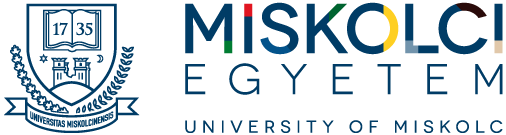 17 35
UNIVERSITAS MISKOLCINENSIS
MISKOLCI
EGYETEM
UNIVERSITY OF MISKOLC